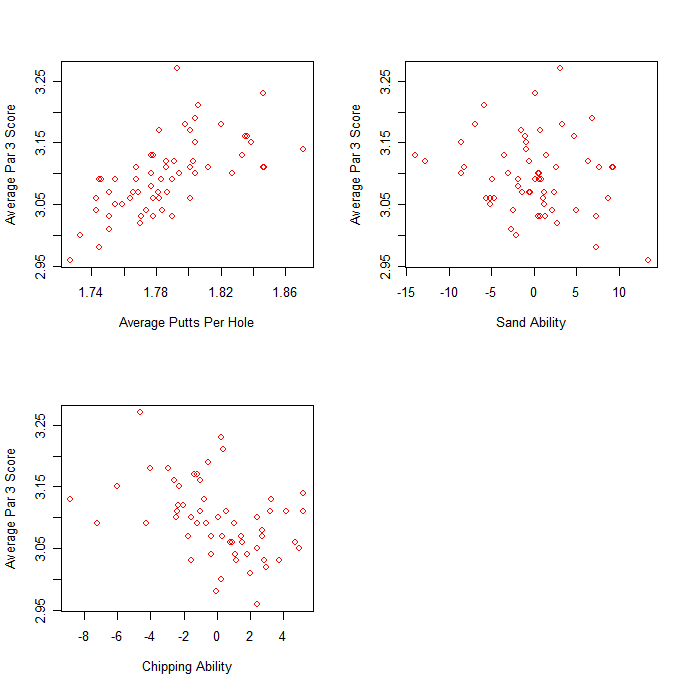 Average Par 3 Score
3.25
3.15
3.05
2.95
1.74 1.78 1.82 1.86
Average Putts Per Hole
Average Par 3 Score
3.25
3.15
3.05
2.95
-15 -10 -5 0 5 10
Sand Ability
Average Par 3 Score
3.25
3.15
3.05
2.95
-8 -6 -4 -2 0 2 4
Chipping Ability